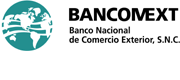 BANCOMEXT
Banco Nacional
de Comercio Exterior, S.N.C.